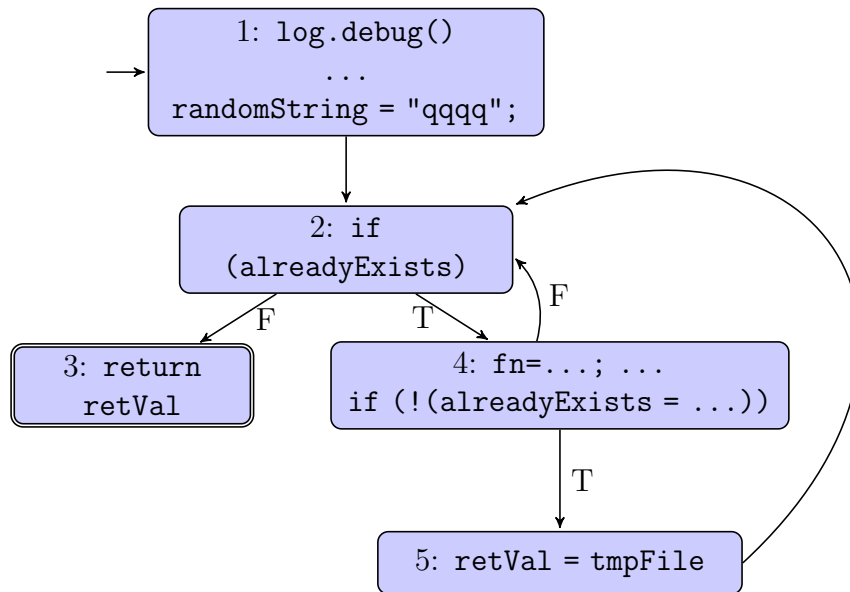 1: log.debug()
...
randomString = "qqqq";
2: if
(alreadyExists)
F
T
F
3: return
retVal
4: fn=...; ...
if (!(alreadyExists = ...))
T
5: retVal = tmpFile